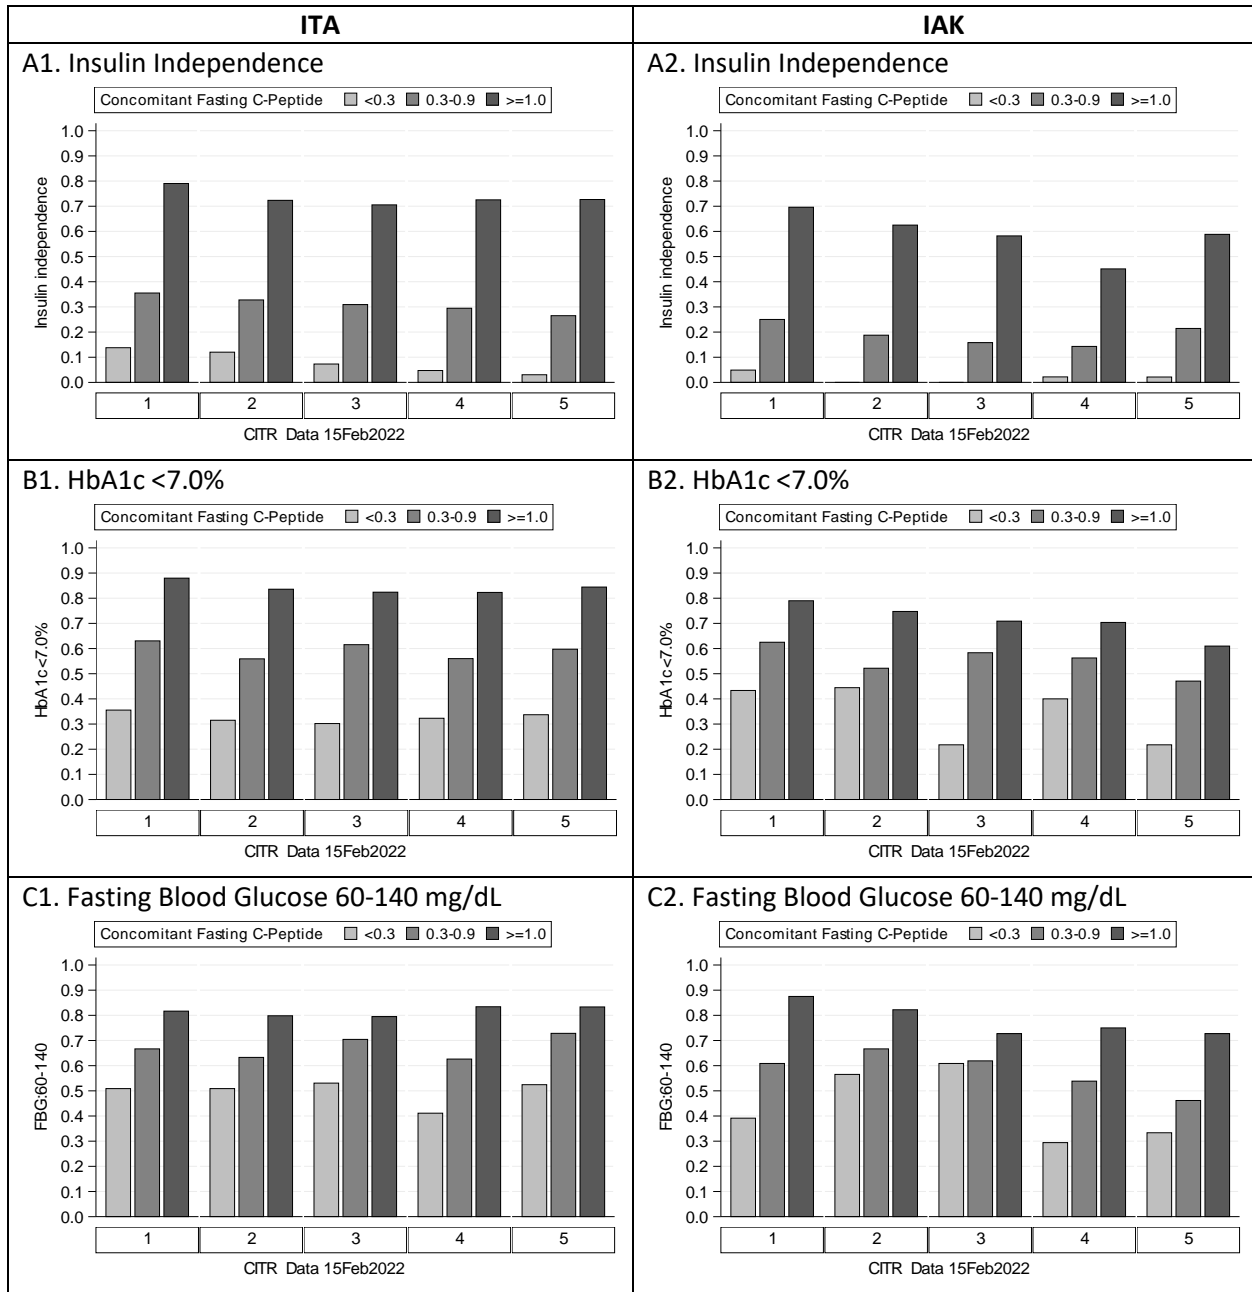 ITA
IAK
A1. Insulin Independence
Concomitant Fasting C-Peptide <0.3 0.3-0.9 >=1.0
1.0
0.9
0.8
0.7
0.6
0.5
0.4
0.3
0.2
0.1
0.0
Insulin independence
1 2 3 4 5
CITR Data 15Feb2022
A2. Insulin Independence
Concomitant Fasting C-Peptide <0.3 0.3-0.9 >=1.0
1.0
0.9
0.8
0.7
0.6
0.5
0.4
0.3
0.2
0.1
0.0
Insulin independence
1 2 3 4 5
CITR Data 15Feb2022
B1. HbA1c <7.0%
Concomitant Fasting C-Peptide <0.3 0.3-0.9 >=1.0
1.0
0.9
0.8
0.7
0.6
0.5
0.4
0.3
0.2
0.1
0.0
HbA1c<7.0%
1 2 3 4 5
CITR Data 15Feb2022
B2. HbA1c <7.0%
Concomitant Fasting C-Peptide <0.3 0.3-0.9 >=1.0
1.0
0.9
0.8
0.7
0.6
0.5
0.4
0.3
0.2
0.1
0.0
HbA1c<7.0%
1 2 3 4 5
CITR Data 15Feb2022
C1. Fasting Blood Glucose 60-140 mg/dL
Concomitant Fasting C-Peptide <0.3 0.3-0.9 >=1.0
1.0
0.9
0.8
0.7
0.6
0.5
0.4
0.3
0.2
0.1
0.0
FBG:60-140
1 2 3 4 5
CITR Data 15Feb2022
C2. Fasting Blood Glucose 60-140 mg/dL
Concomitant Fasting C-Peptide <0.3 0.3-0.9 >=1.0
1.0
0.9
0.8
0.7
0.6
0.5
0.4
0.3
0.2
0.1
0.0
FBG:60-140
1 2 3 4 5
CITR Data 15Feb2022